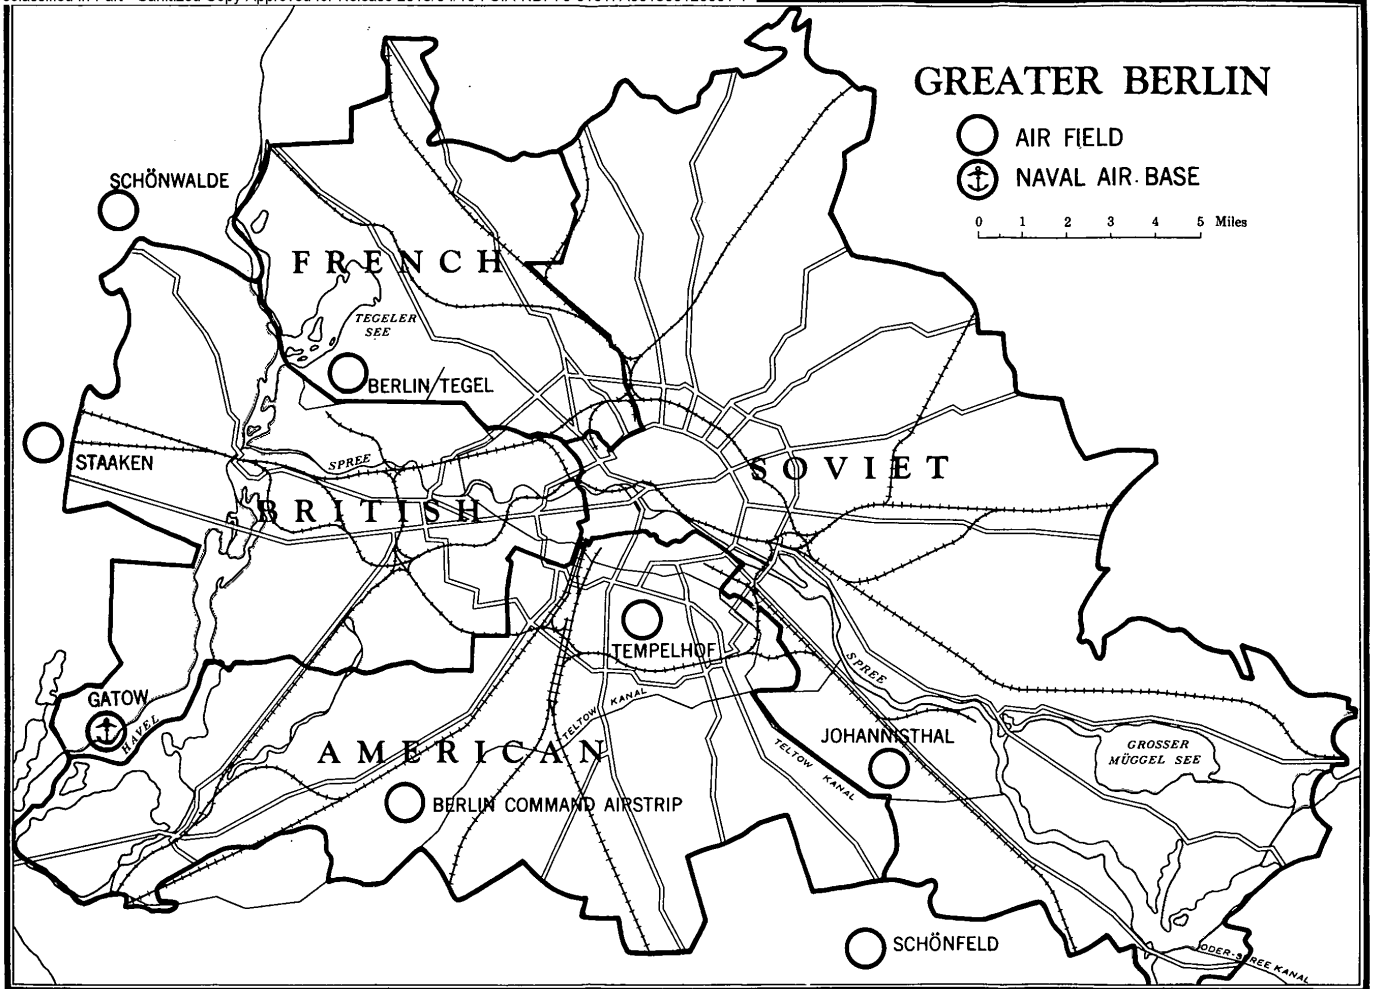 GREATER BERLIN
AIR FIELD
NAVAL AIR BASE
0 1 2 3 4 5 Miles
SCHÖNWALDE
FRENCH
TEGELER
SEE
BERLIN/TEGEL
STAAKEN
SPREE
SOVIET
BRITISH
TEMPELHOF
SPREE
GATOW
HAVEL
TELTOW KANAL
AMERICAN
JOHANNISTHAL
TELTOW KANAL
GROSSER
MÜGGEL SEE
BERLIN COMMAND AIRSTRIP
SCHÖNFELD
ODER-SPREE KANAL